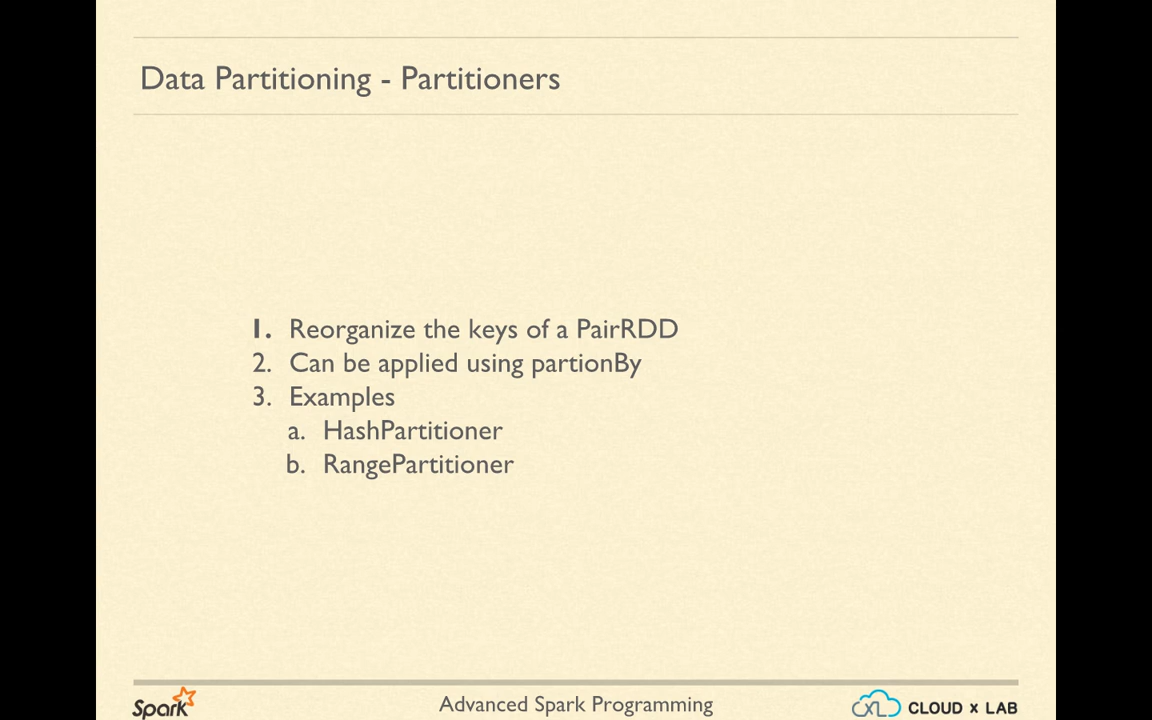 Data Partitioning - Partitioners
1. Reorganize the keys of a PairRDD
2. Can be applied using partionBy
3. Examples
a. HashPartitioner
b. RangePartitioner
Spark
Advanced Spark Programming
CXL CLOUD x LAB